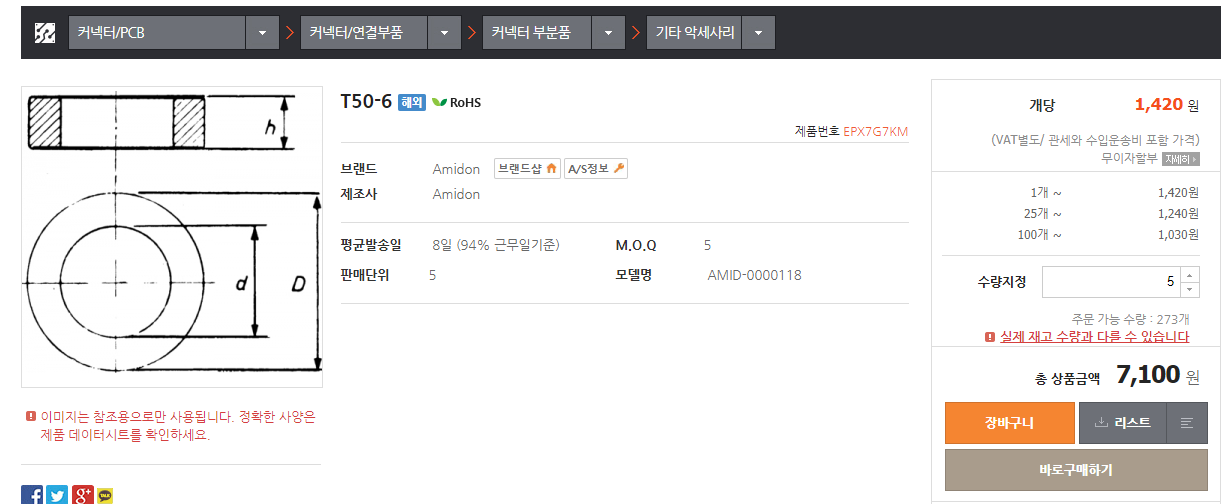 커넥터/PCB
커넥터/연결부품
커넥터 부분품
기타 악세사리
h
d
D
이미지는 참조용으로만 사용됩니다. 정확한 사양은
제품 데이터시트를 확인하세요.
T50-6 해외 RoHS
제품번호 EPX7G7KM
브랜드 Amidon 브랜드샵 A/S정보
제조사 Amidon
평균발송일 8일 (94% 근무일기준) M.O.Q 5
판매단위 5 모델명 AMID-0000118
개당 1,420 원
(VAT별도/ 관세와 수입운송비 포함 가격)
무이자할부 자세히
1개 ~ 1,420원
25개 ~ 1,240원
100개 ~ 1,030원
수량지정 5
주문 가능 수량 : 273개
실제 재고 수량과 다를 수 있습니다
총 상품금액 7,100 원
장바구니
리스트
바로구매하기
f
g+
TALK